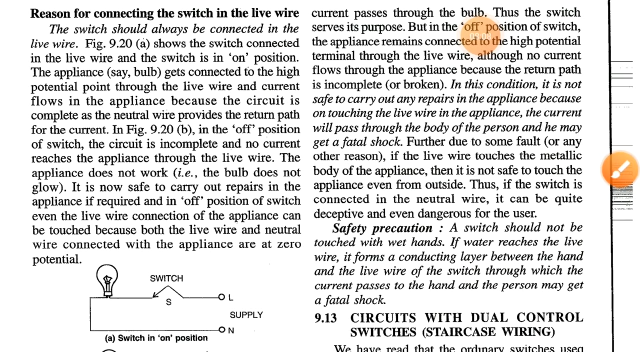 Reason for connecting the switch in the live wire
The switch should always be connected in the
live wire. Fig. 9.20 (a) shows the switch connected
in the live wire and the switch is in 'on' position.
The appliance (say, bulb) gets connected to the high
potential point through the live wire and current
flows in the appliance because the circuit is
complete as the neutral wire provides the return path
for the current. In Fig. 9.20 (b), in the 'off' position
of switch, the circuit is incomplete and no current
reaches the appliance through the live wire. The
appliance does not work (i.e., the bulb does not
glow). It is now safe to carry out repairs in the
appliance if required and in 'off' position of switch
even the live wire connection of the appliance can
be touched because both the live wire and neutral
wire connected with the appliance are at zero
potential.
SWITCH
S
L
SUPPLY
N
(a) Switch in 'on' position
current passes through the bulb. Thus the switch
serves its purpose. But in the 'off' position of switch,
the appliance remains connected to the high potential
terminal through the live wire, although no current
flows through the appliance because the return path
is incomplete (or broken). In this condition, it is not
safe to carry out any repairs in the appliance because
on touching the live wire in the appliance, the current
will pass through the body of the person and he may
get a fatal shock. Further due to some fault (or any
other reason), if the live wire touches the metallic
body of the appliance, then it is not safe to touch the
appliance even from outside. Thus, if the switch is
connected in the neutral wire, it can be quite
deceptive and even dangerous for the user.
Safety precaution : A switch should not be
touched with wet hands. If water reaches the live
wire, it forms a conducting layer between the hand
and the live wire of the switch through which the
current passes to the hand and the person may get
a fatal shock.
9.13 CIRCUITS WITH DUAL CONTROL
SWITCHES (STAIRCASE WIRING)
We have read that the ordinary switches used